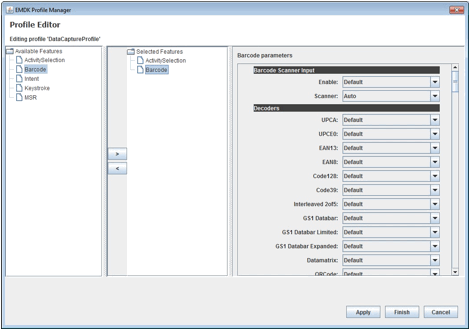 EMDK Profile Manager
Profile Editor
Editing profile 'DataCaptureProfile'
Available Features
ActivitySelection
Barcode
Intent
Keystroke
MSR
>
<
Selected Features
ActivitySelection
Barcode
Barcode parameters
Barcode Scanner Input
Enable: Default
Scanner: Auto
Decoders
UPCA: Default
UPCE0: Default
EAN13: Default
EAN8: Default
Code128: Default
Code39: Default
Interleaved 2of5: Default
GS1 Databar: Default
GS1 Databar Limited: Default
GS1 Databar Expanded: Default
Datamatrix: Default
QRCode: Default
Apply Finish Cancel